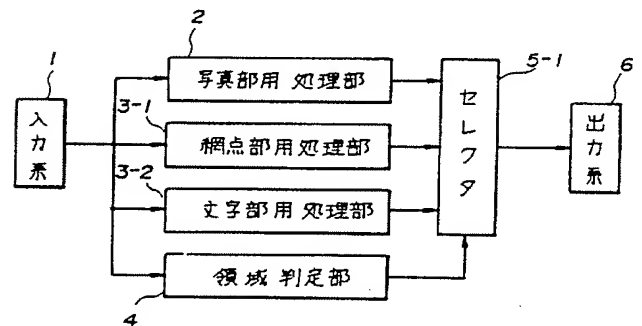 2
1
5-1
6
写真部用 処理部
3-1
入力系
網点部用処理部
セレクタ
出力系
3-2
文字部用 処理部
領域 判定部
4